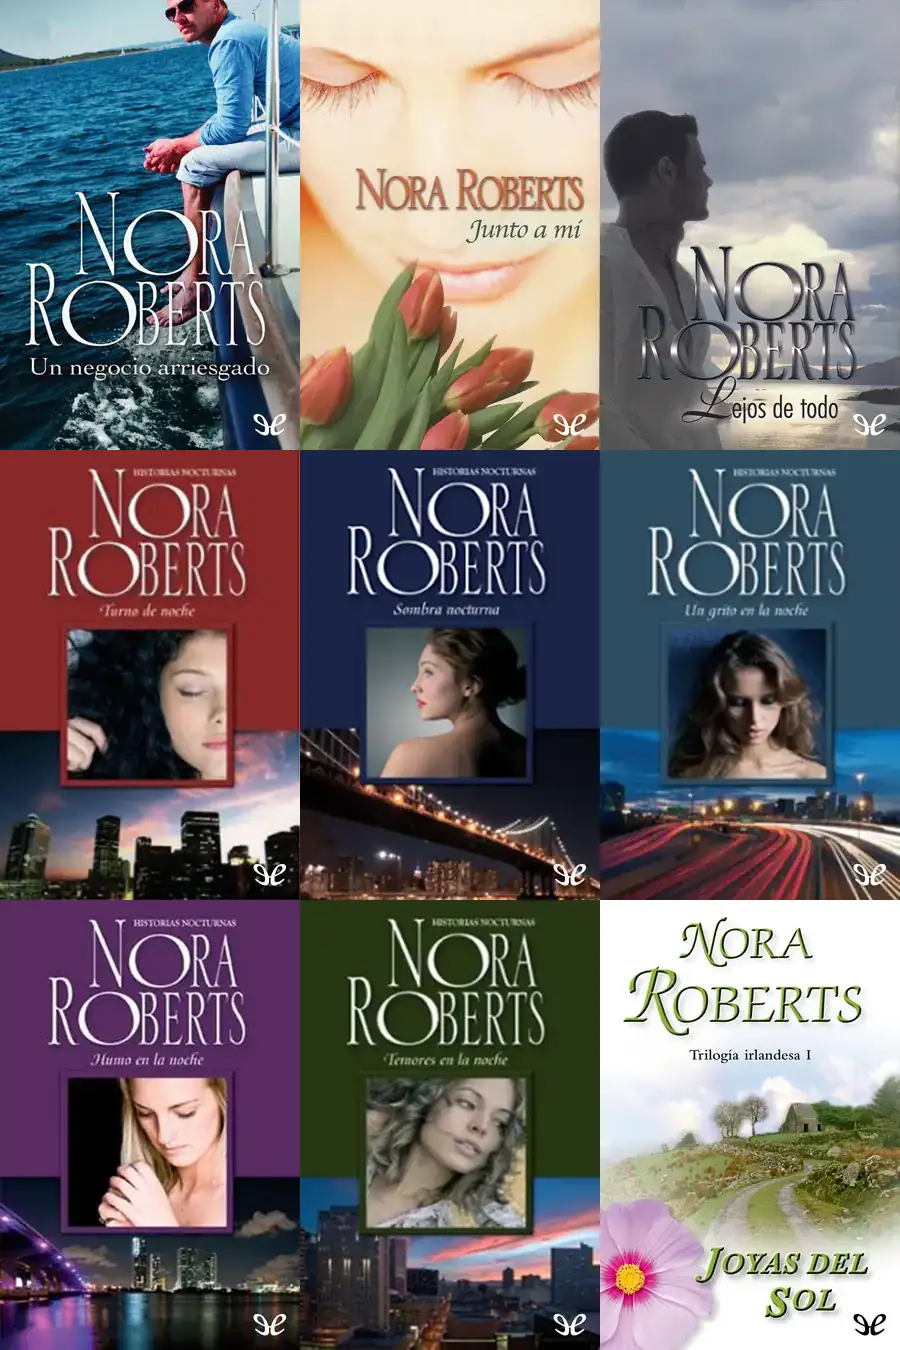 NORA
ROBERTS
Un negocio arriesgado
NORA ROBERTS
Junto a mí
NORA
ROBERTS
Lejos de todo
HISTORIAS NOCTURNAS
NORA
ROBERTS
Turno de noche
HISTORIAS NOCTURNAS
NORA
ROBERTS
Sombra nocturna
HISTORIAS NOCTURNAS
NORA
ROBERTS
Un grito en la noche
HISTORIAS NOCTURNAS
NORA
ROBERTS
Humo en la noche
HISTORIAS NOCTURNAS
NORA
ROBERTS
Temores en la noche
NORA
ROBERTS
Trilogía irlandesa I
JOYAS DEL
SOL